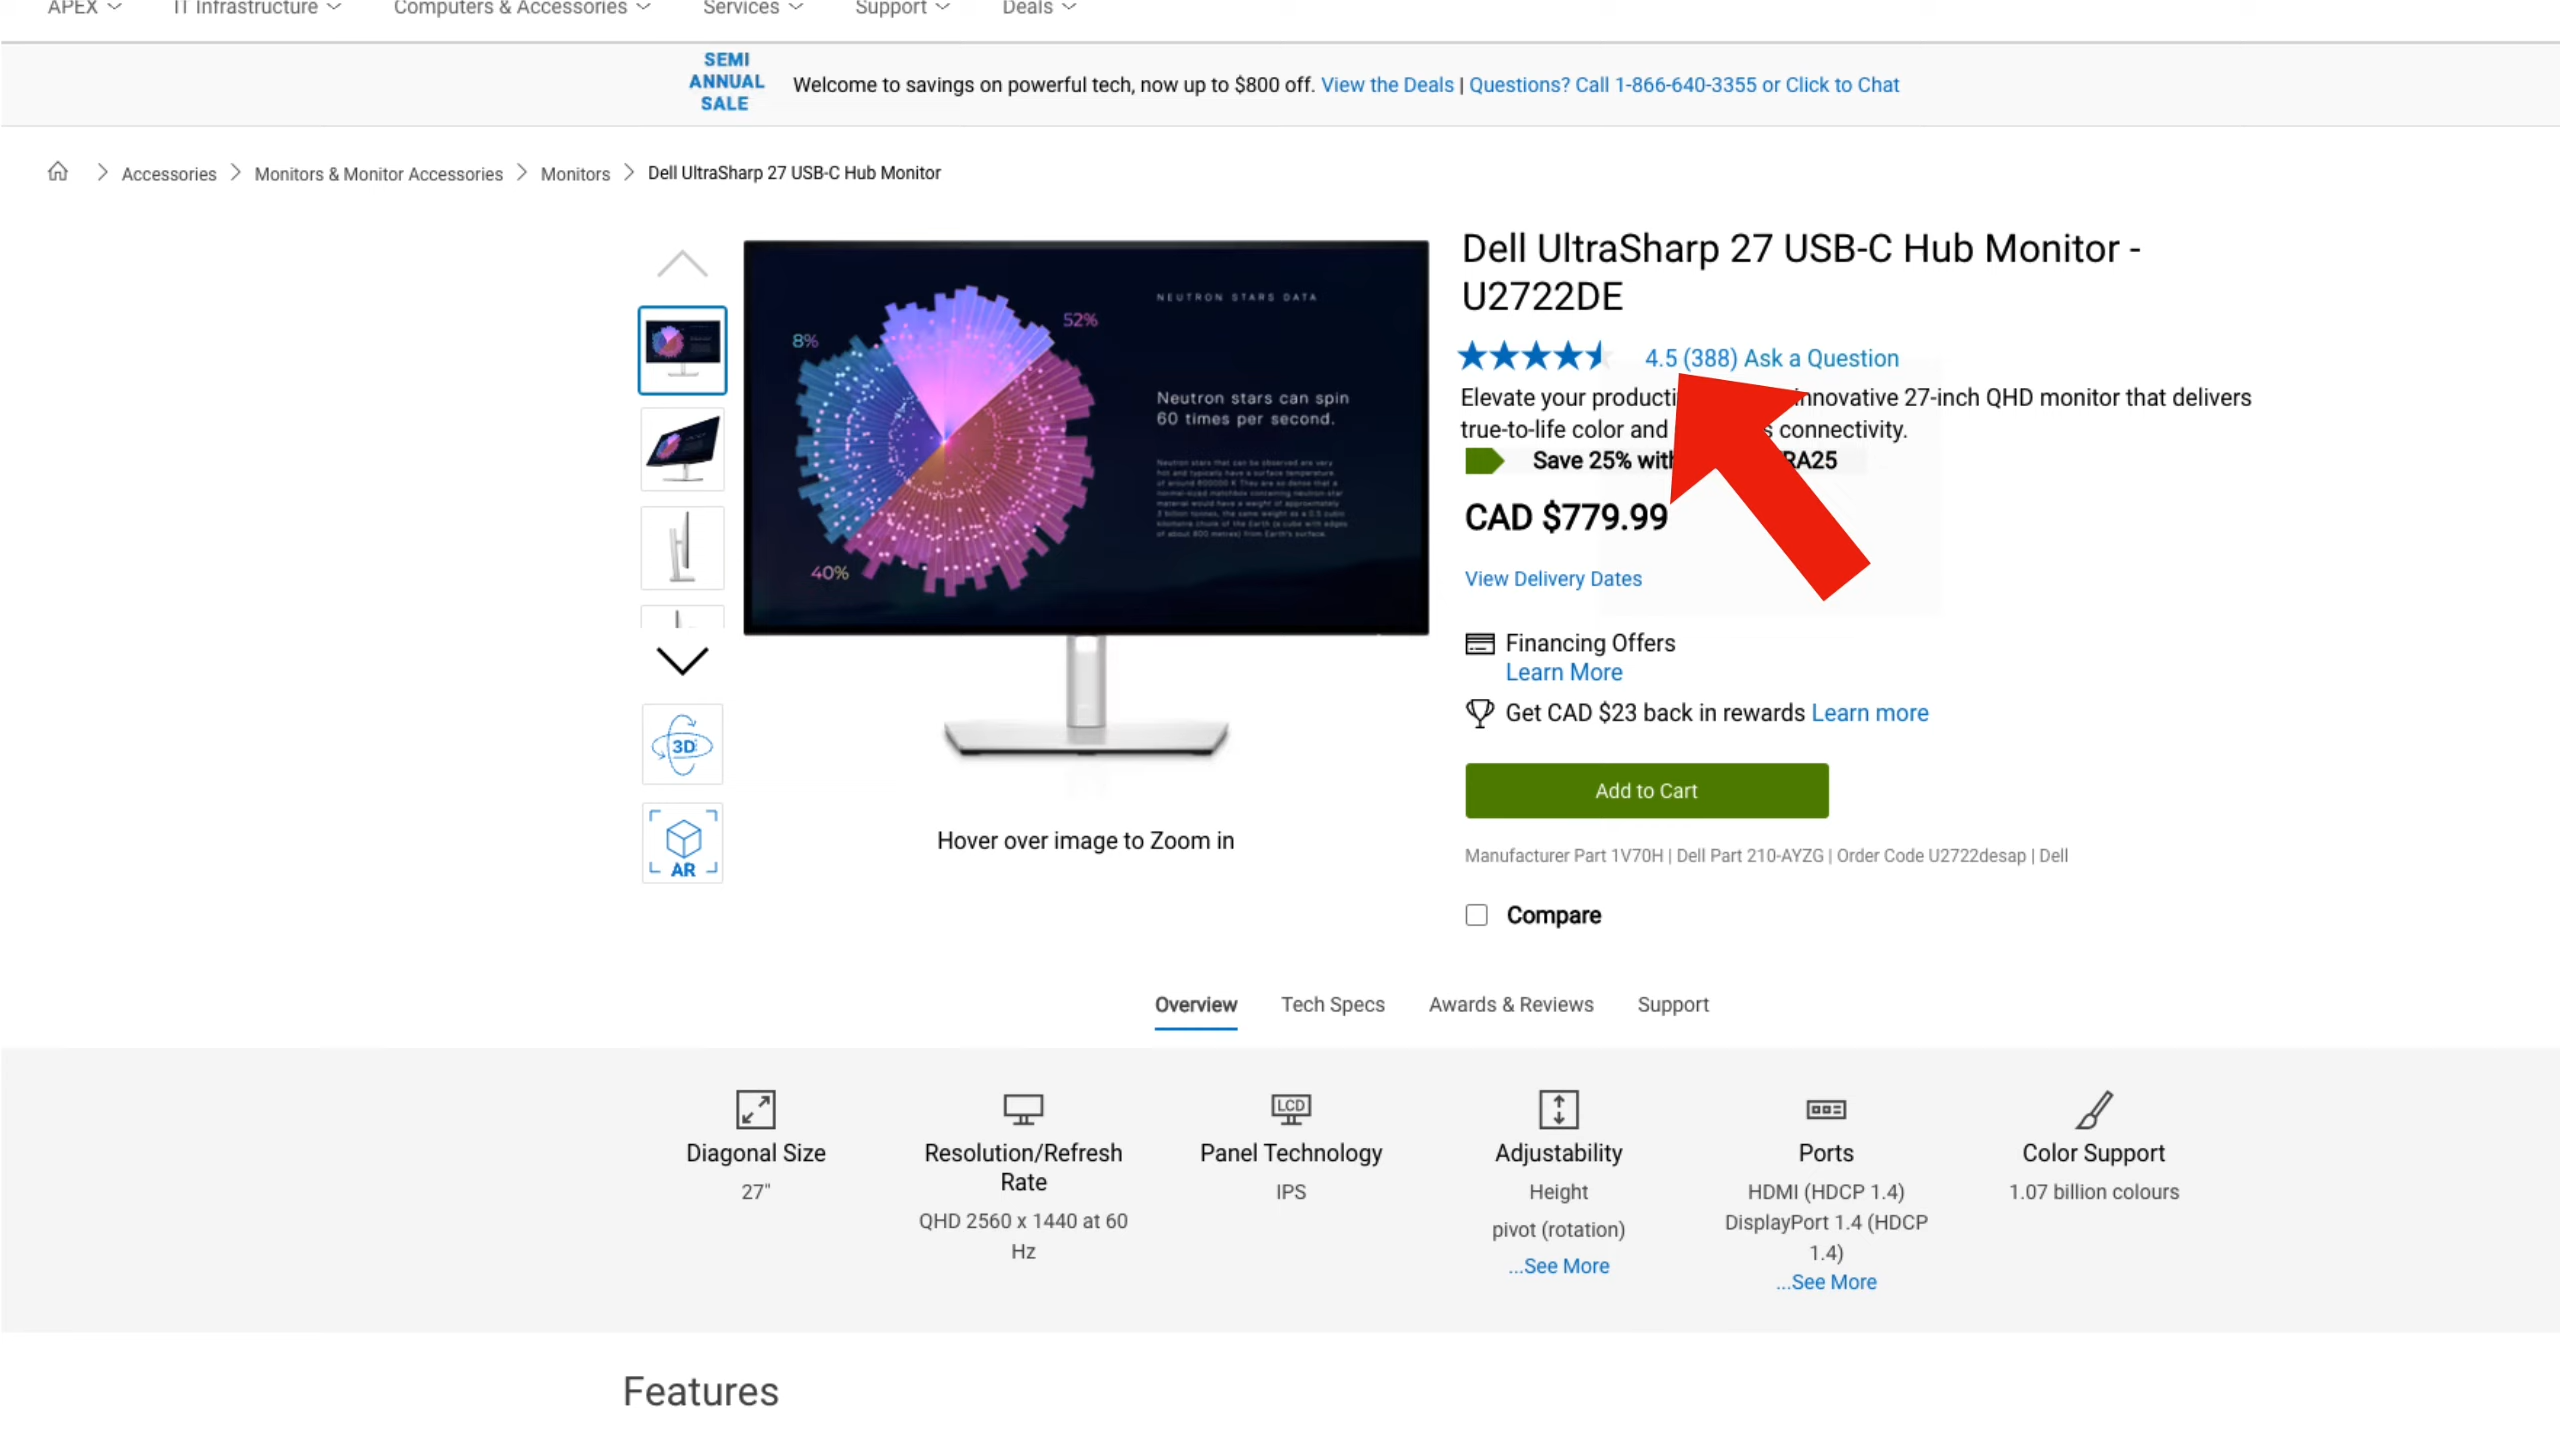 APEX
IT Infrastructure
Computers & Accessories
Services
Support
Deals
SEMI
ANNUAL
SALE
Welcome to savings on powerful tech, now up to $800 off. View the Deals | Questions? Call 1-866-640-3355 or Click to Chat
Accessories
Monitors & Monitor Accessories
Monitors
Dell UltraSharp 27 USB-C Hub Monitor
NEUTRON STARS DATA
52%
8%
Neutron stars can spin
60 times per second.
40%
3D
AR
Hover over image to Zoom in
Dell UltraSharp 27 USB-C Hub Monitor -
U2722DE
4.5 (388) Ask a Question
Elevate your 27-inch QHD monitor that delivers
true-to-life color and connectivity.
Save 25%
CAD $779.99
View Delivery Dates
Financing Offers
Learn More
Get CAD $23 back in rewards Learn more
Add to Cart
Manufacturer Part 1V70H | Dell Part 210-AYZG | Order Code U2722desap | Dell
Compare
Overview
Tech Specs
Awards & Reviews
Support
Diagonal Size
27"
Resolution/Refresh
Rate
QHD 2560 x 1440 at 60
Hz
LCD
Panel Technology
IPS
Adjustability
Height
pivot (rotation)
...See More
Ports
HDMI (HDCP 1.4)
DisplayPort 1.4 (HDCP
1.4)
...See More
Color Support
1.07 billion colours
Features